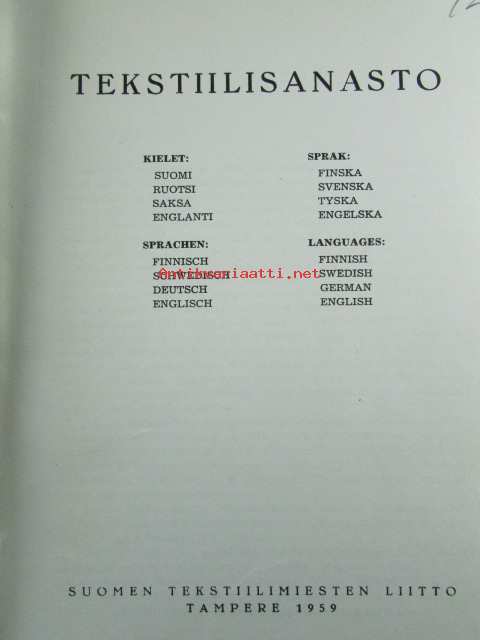 TEKSTIILISANASTO
KIELET:
SUOMI
RUOTSI
SAKSA
ENGLANTI
SPRAK:
FINSKA
SVENSKA
TYSKA
ENGELSKA
SPRACHEN:
FINNISCH
SCHWEDISCH
DEUTSCH
ENGLISCH
LANGUAGES:
FINNISH
SWEDISH
GERMAN
ENGLISH
Antikvariaatti.net
SUOMEN TEKSTIILIMIESTEN LIITTO
TAMPERE 1959